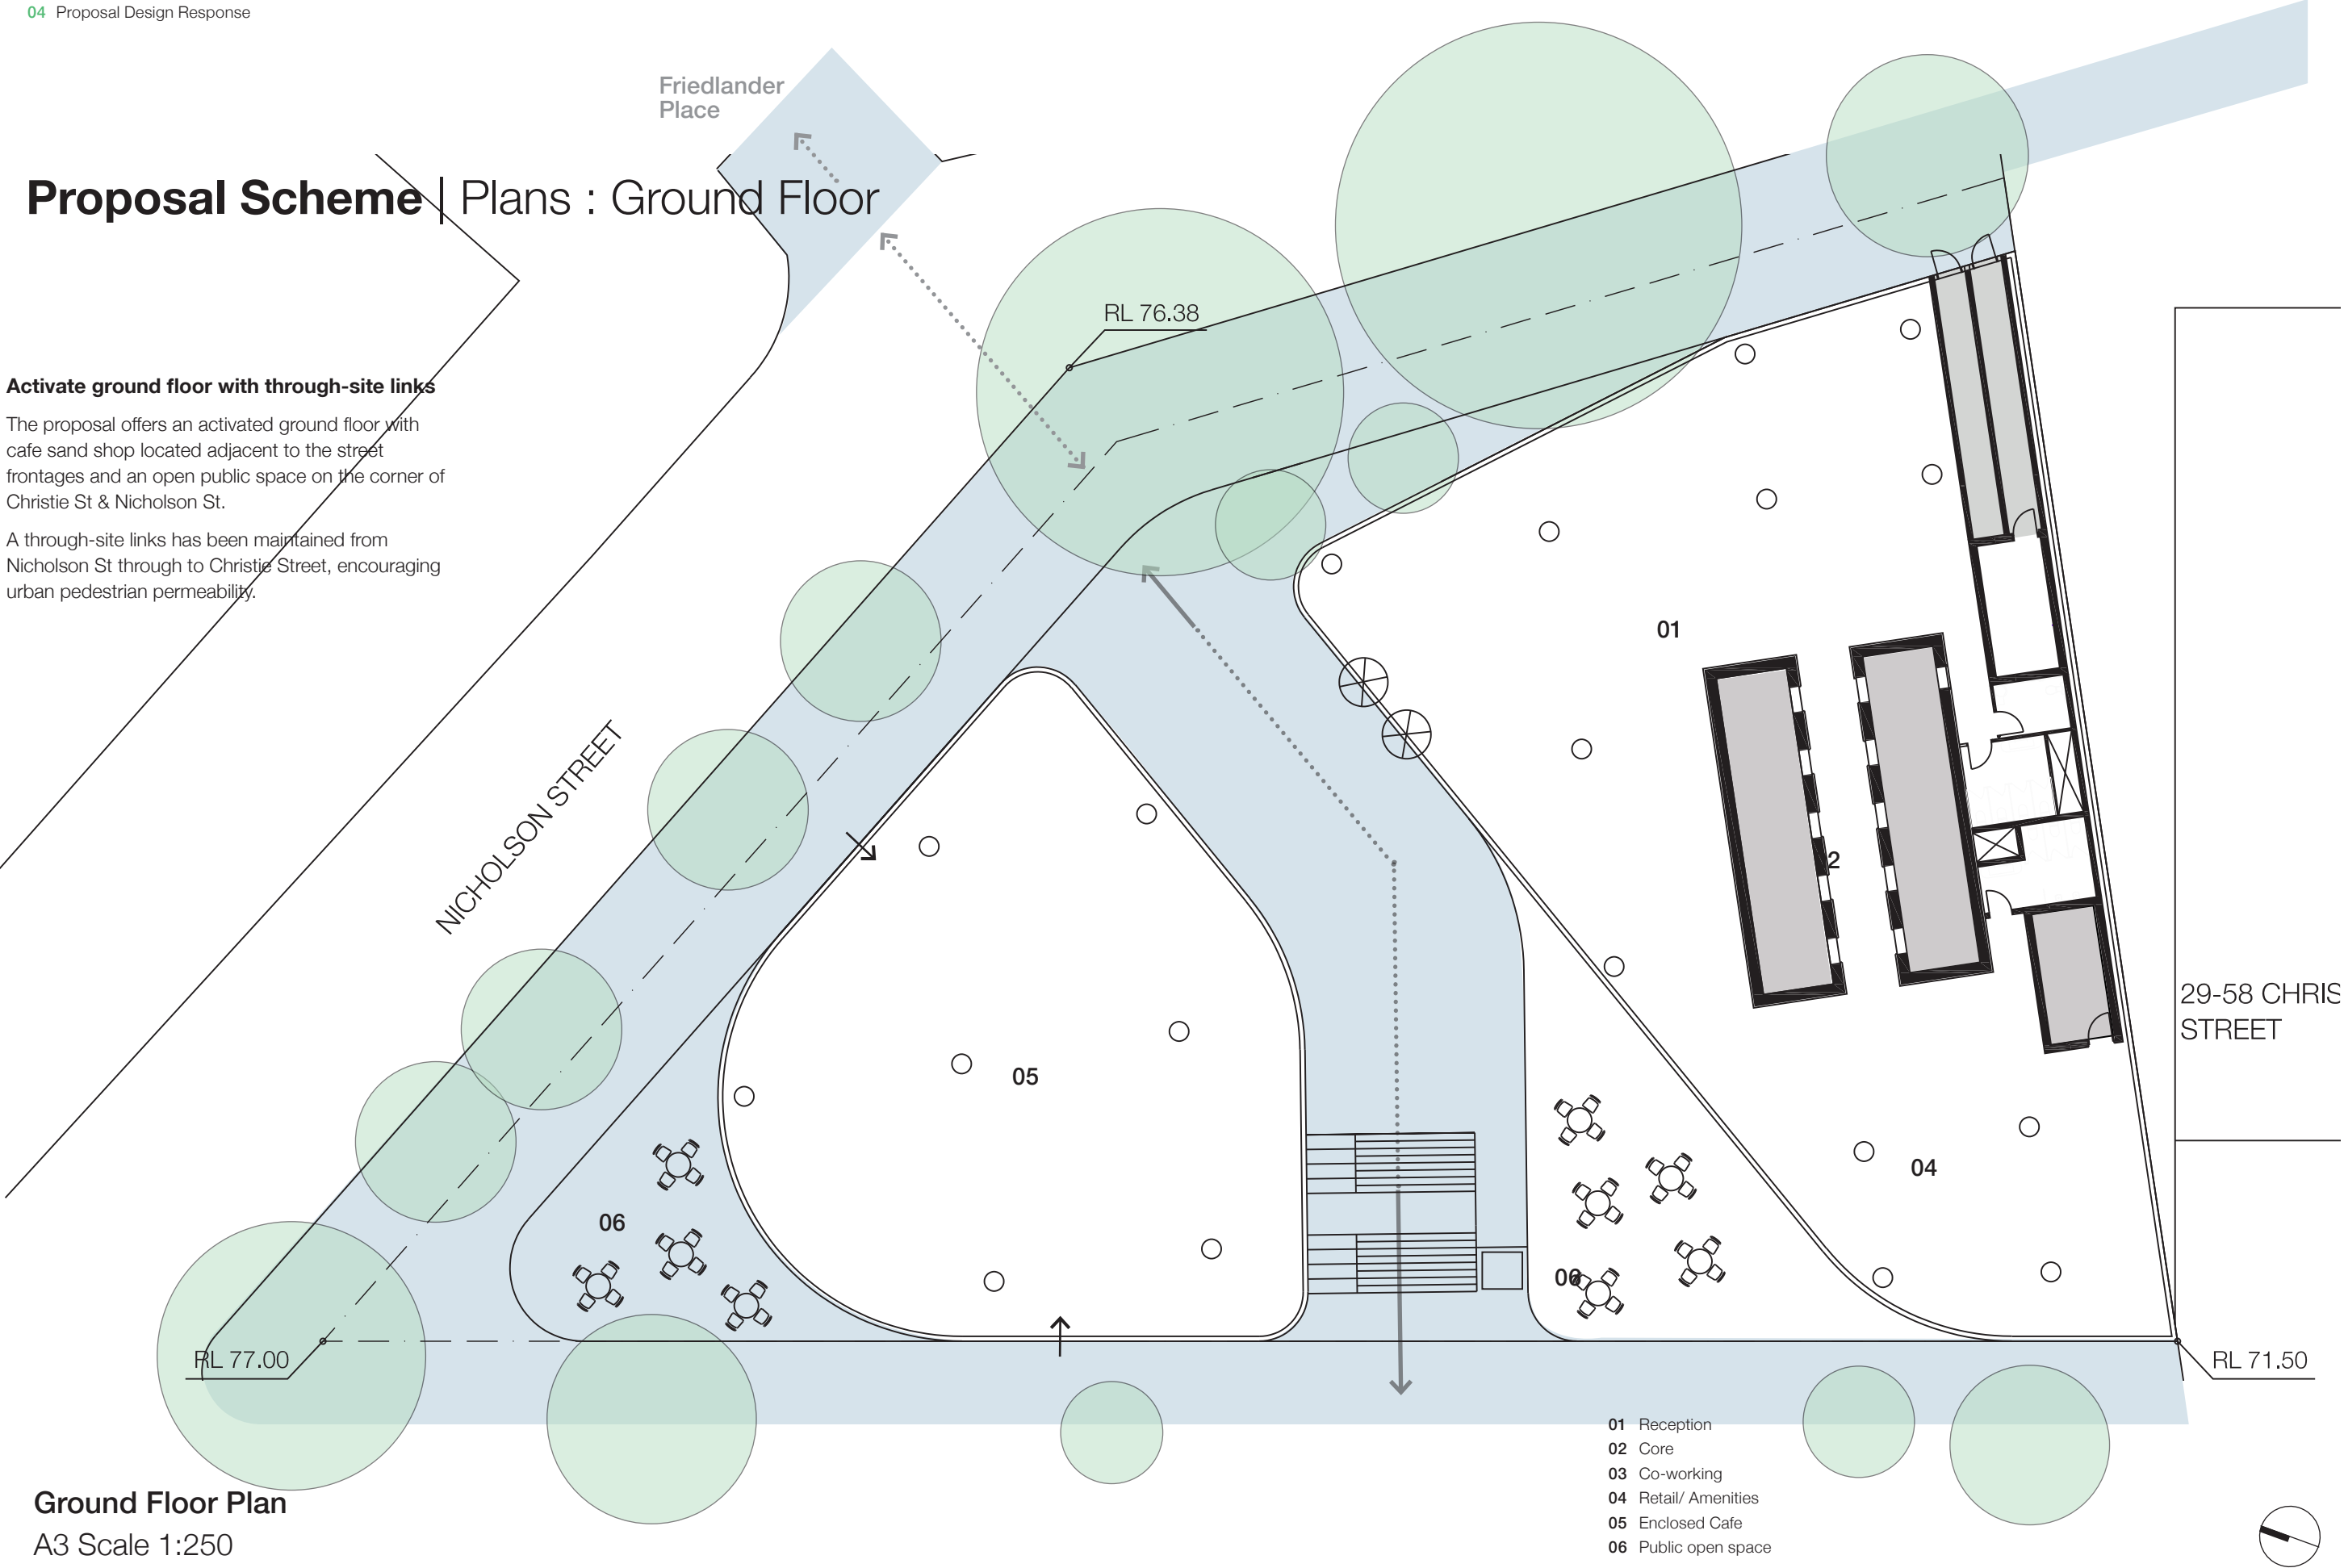 04 Proposal Design Response
Friedlander
Place
Proposal Scheme | Plans : Ground Floor
RL 76.38
Activate ground floor with through-site links
The proposal offers an activated ground floor with
cafe sand shop located adjacent to the street
frontages and an open public space on the corner of
Christie St & Nicholson St.
A through-site links has been maintained from
Nicholson St through to Christie Street, encouraging
urban pedestrian permeability.
01
NICHOLSON STREET
2
29-58 CHRIS
STREET
05
04
06
06
RL 77.00
RL 71.50
01 Reception
02 Core
03 Co-working
04 Retail/ Amenities
05 Enclosed Cafe
06 Public open space
Ground Floor Plan
A3 Scale 1:250